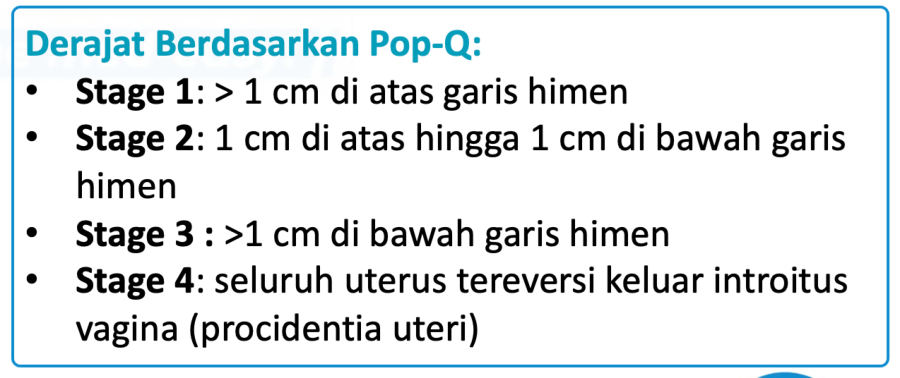 Derajat Berdasarkan Pop-Q:
• Stage 1: > 1 cm di atas garis himen
• Stage 2: 1 cm di atas hingga 1 cm di bawah garis
himen
• Stage 3 : >1 cm di bawah garis himen
• Stage 4: seluruh uterus tereversi keluar introitus
vagina (procidentia uteri)